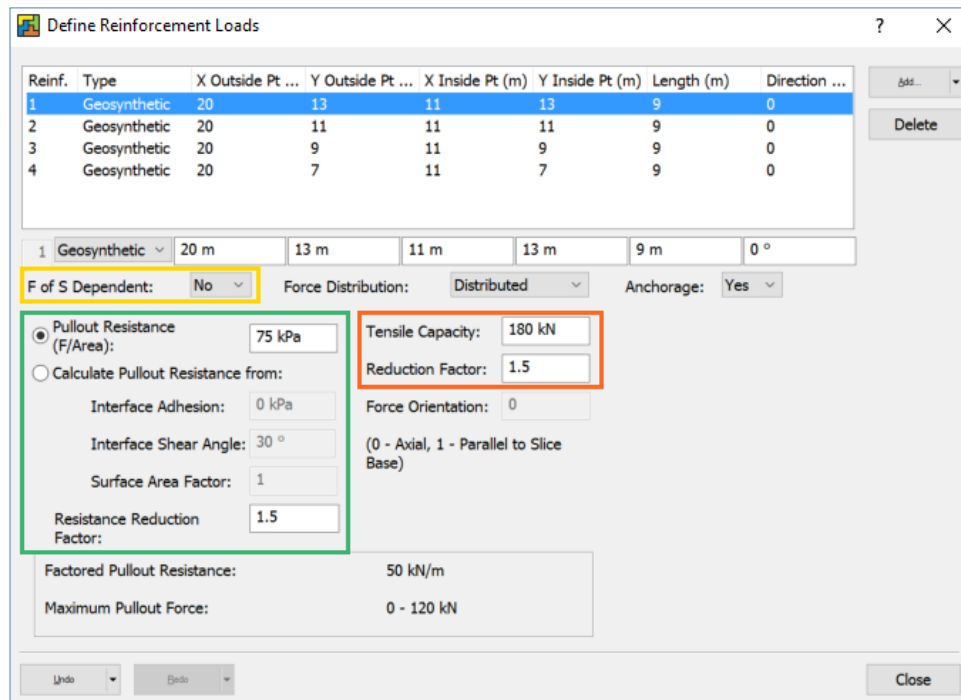 Define Reinforcement Loads ?
Reinf. Type X Outside Pt ... Y Outside Pt ... X Inside Pt (m) Y Inside Pt (m) Length (m) Direction ...
1 Geosynthetic 20 13 11 13 9 0
2 Geosynthetic 20 11 11 11 9 0
3 Geosynthetic 20 9 11 9 9 0
4 Geosynthetic 20 7 11 7 9 0
Add...
Delete
1 Geosynthetic 20 m 13 m 11 m 13 m 9 m 0 °
F of S Dependent: No Force Distribution: Distributed Anchorage: Yes
Pullout Resistance
(F/Area): 75 kPa
Calculate Pullout Resistance from:
Interface Adhesion: 0 kPa
Interface Shear Angle: 30 °
Surface Area Factor: 1
Resistance Reduction
Factor: 1.5
Tensile Capacity: 180 kN
Reduction Factor: 1.5
Force Orientation: 0
(0 - Axial, 1 - Parallel to Slice
Base)
Factored Pullout Resistance: 50 kN/m
Maximum Pullout Force: 0 - 120 kN
Undo Redo Close